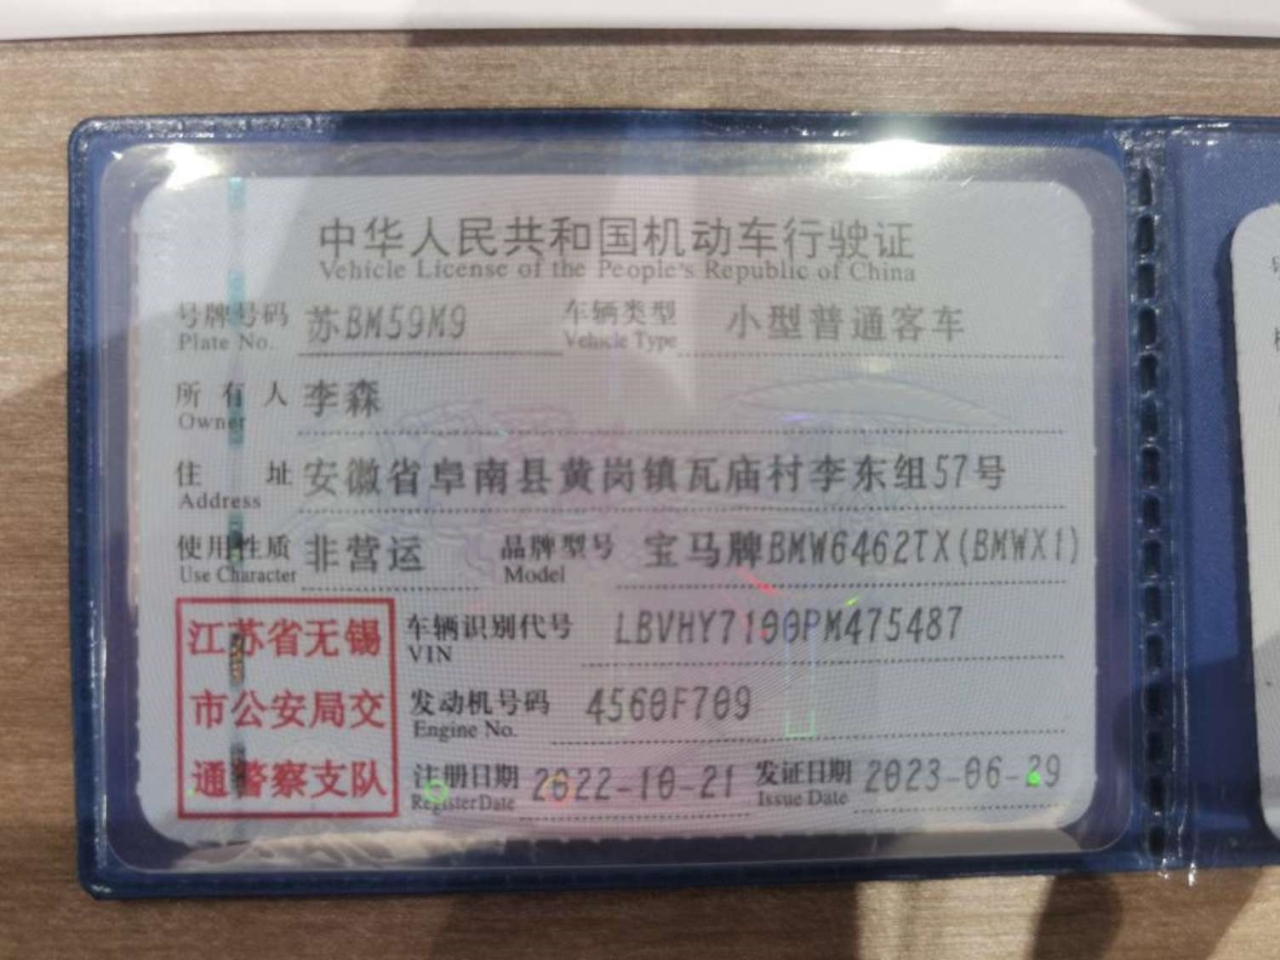 中华人民共和国机动车行驶证
Vehicle License of the People's Republic of China
号牌号码 苏BM59M9 车辆类型 小型普通客车
Plate No. Vehicle Type
所有人 李森
Owner
住址 安徽省阜南县黄岗镇瓦庙村李东组57号
Address
使用性质 非营运 品牌型号 宝马牌BMW6462TX(BMWX1)
Use Character Model
江苏省无锡
市公安局交
通警察支队
车辆识别代号 LBVHY7100PM475487
VIN
发动机号码 4560F709
Engine No.
注册日期 2022-10-21 发证日期 2023-06-29
Register Date Issue Date